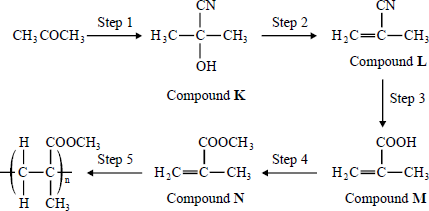 CN
CH₃COCH₃ Step 1 H₃C—C—CH₃ Step 2 H₂C=C—CH₃
CN
OH
Compound K
Compound L
Step 3
H COOCH₃
—C—C—
n
H CH₃
Step 5
COOCH₃
H₂C=C—CH₃
Compound N
Step 4
COOH
H₂C=C—CH₃
Compound M